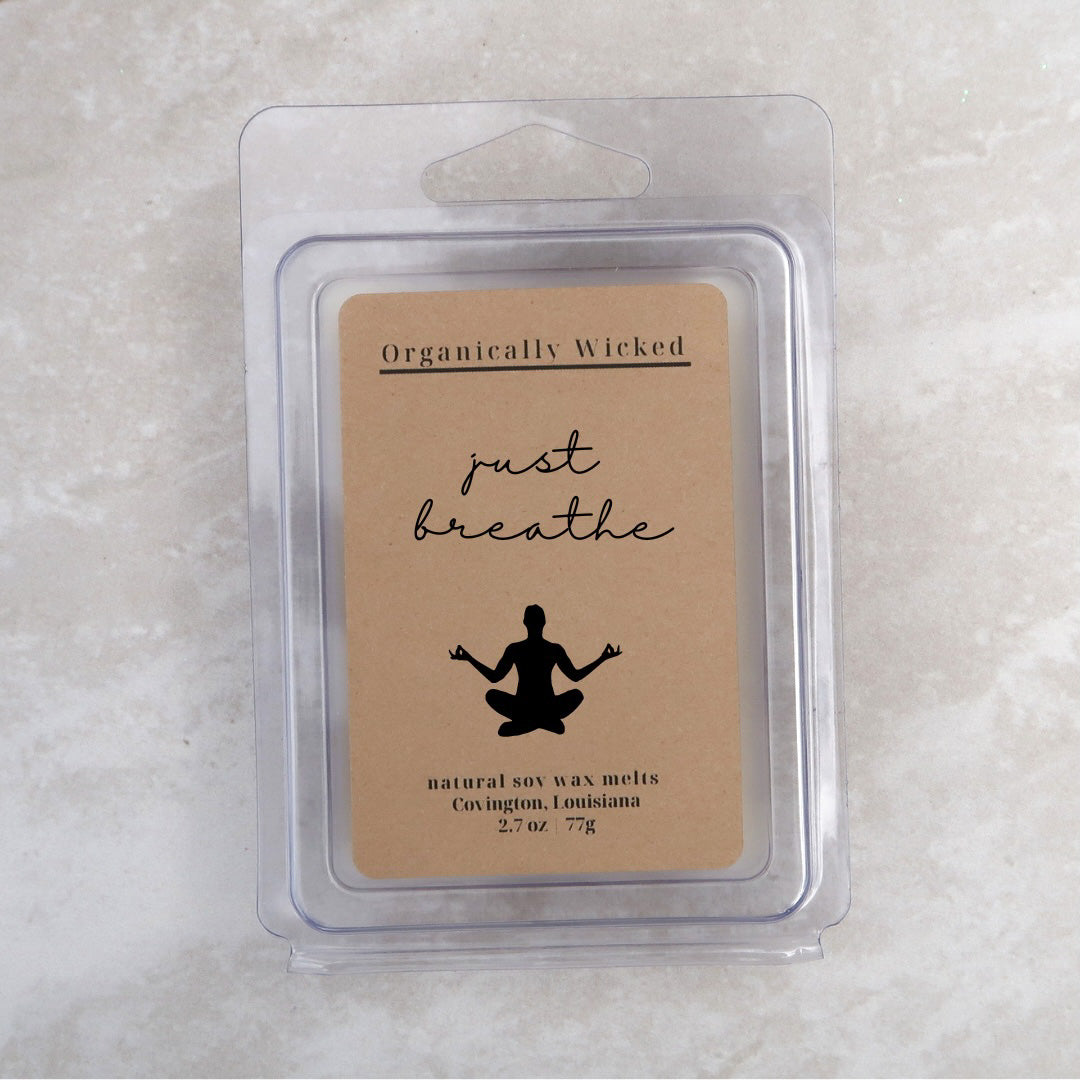 Organically Wicked
just
breathe
natural soy wax melts
Covington, Louisiana
2.7 oz | 77g